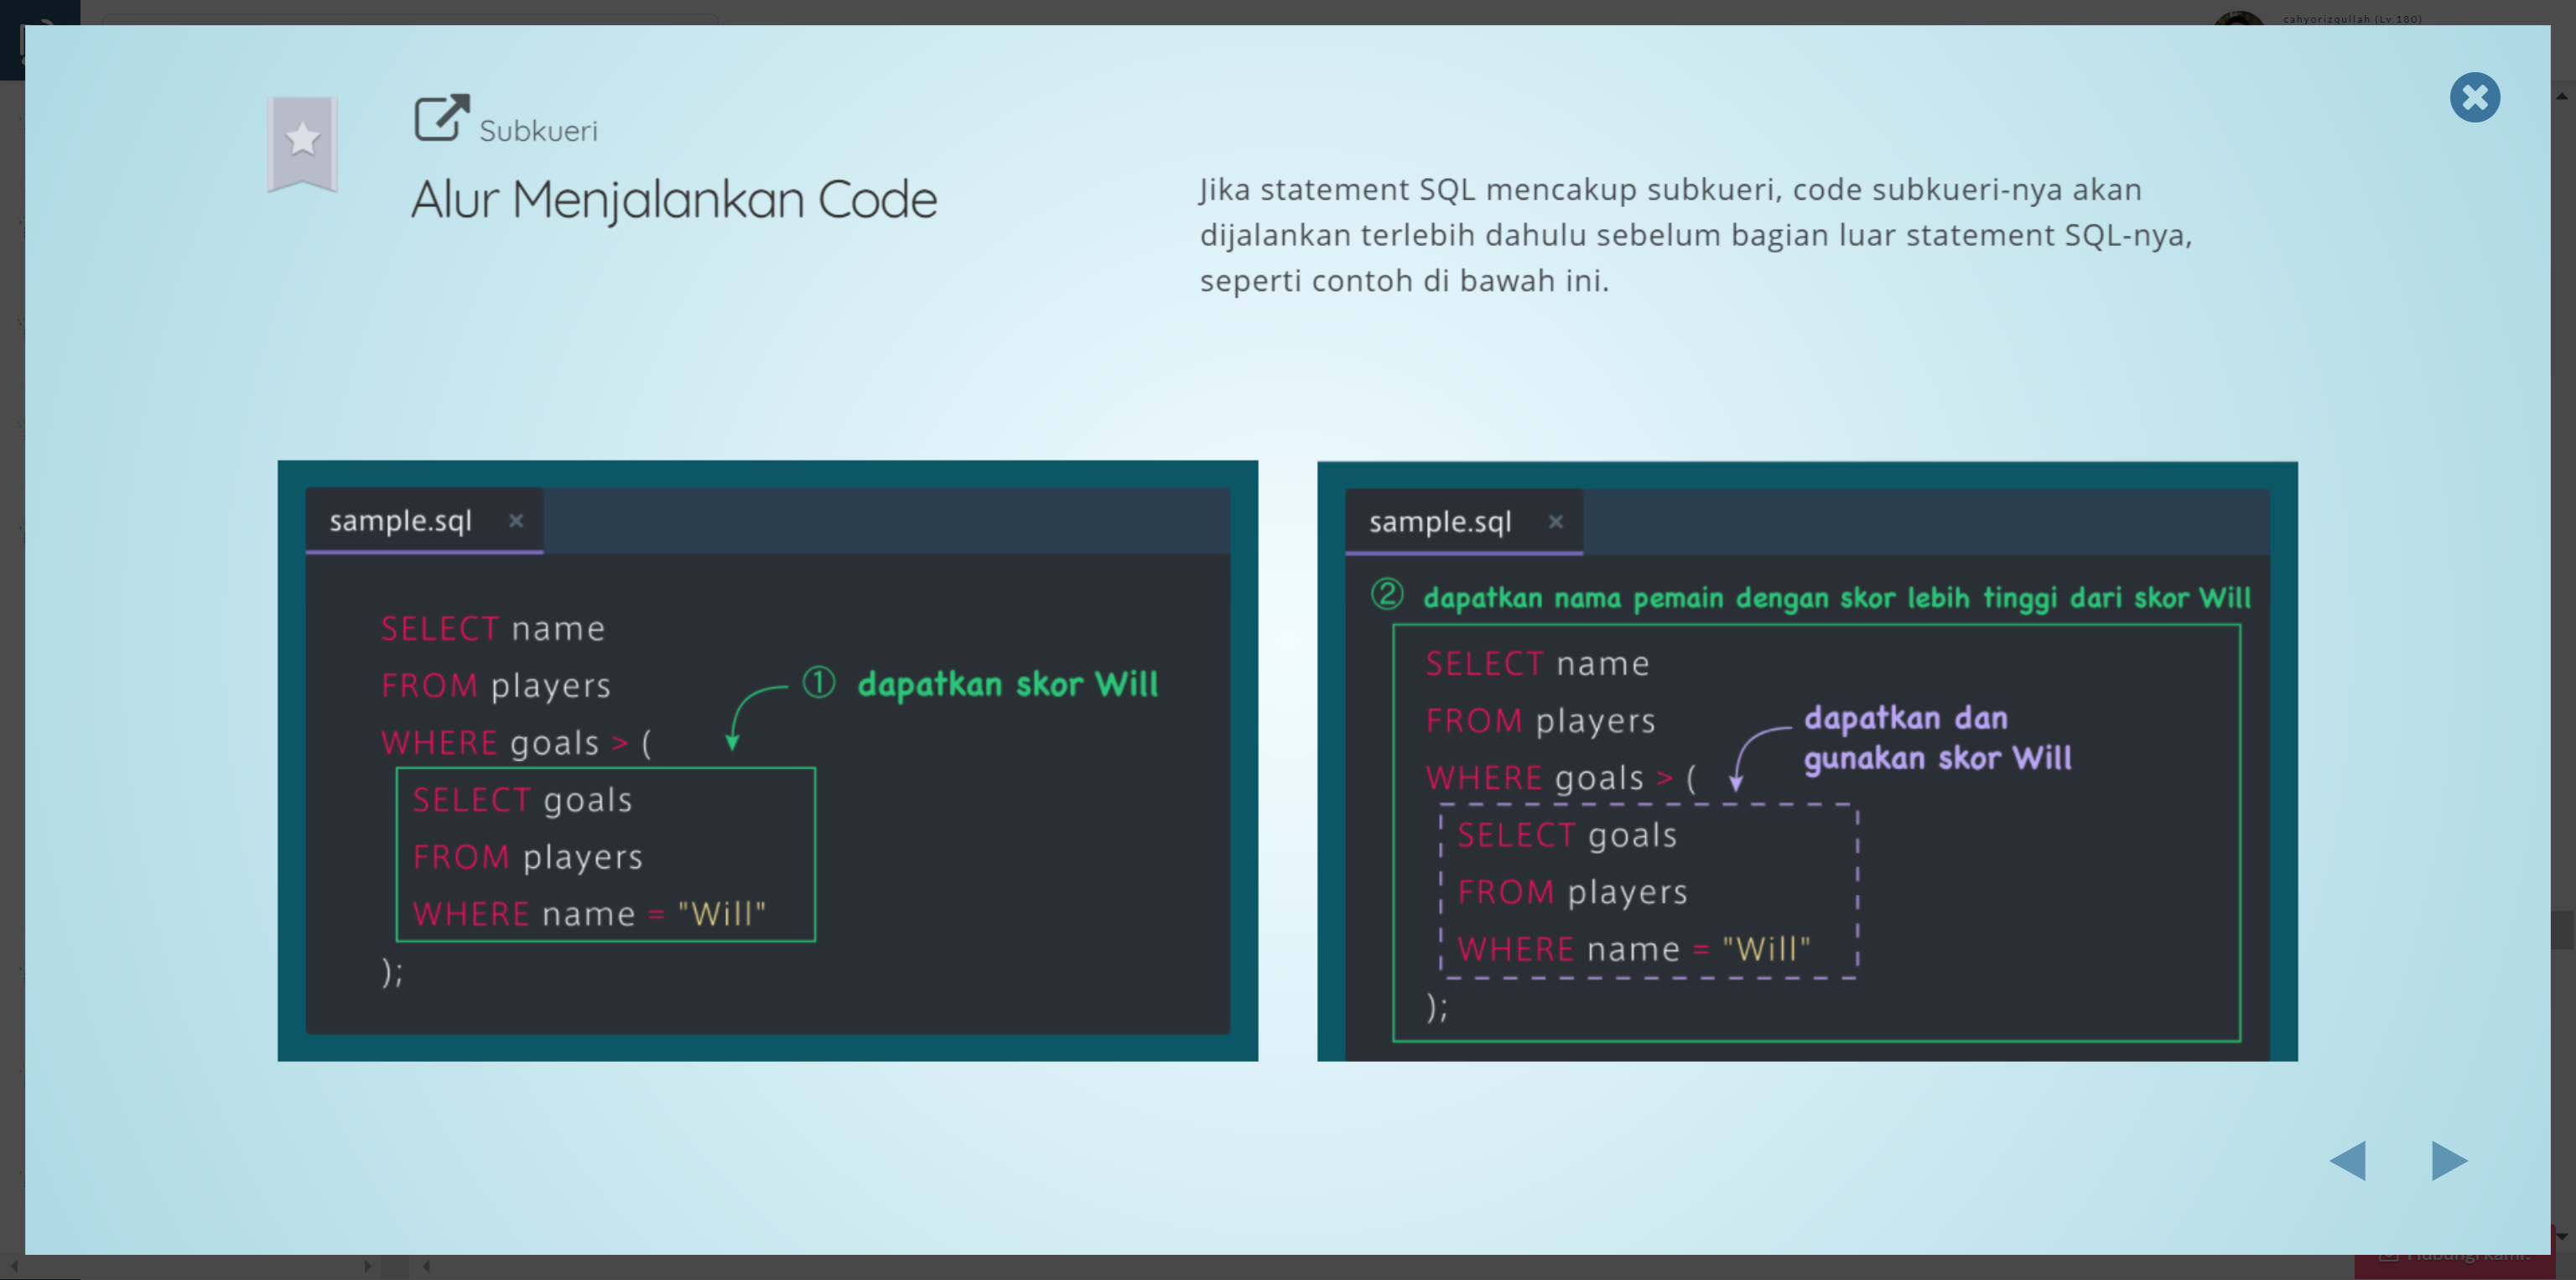 cahyorizqullah (Lv.180)
Subkueri
Alur Menjalankan Code
Jika statement SQL mencakup subkueri, code subkueri-nya akan
dijalankan terlebih dahulu sebelum bagian luar statement SQL-nya,
seperti contoh di bawah ini.
sample.sql ×
SELECT name
FROM players
① dapatkan skor Will
WHERE goals > (
SELECT goals
FROM players
WHERE name = "Will"
);
sample.sql ×
② dapatkan nama pemain dengan skor lebih tinggi dari skor Will
SELECT name
FROM players
dapatkan dan
gunakan skor Will
WHERE goals > (
SELECT goals
FROM players
WHERE name = "Will"
);